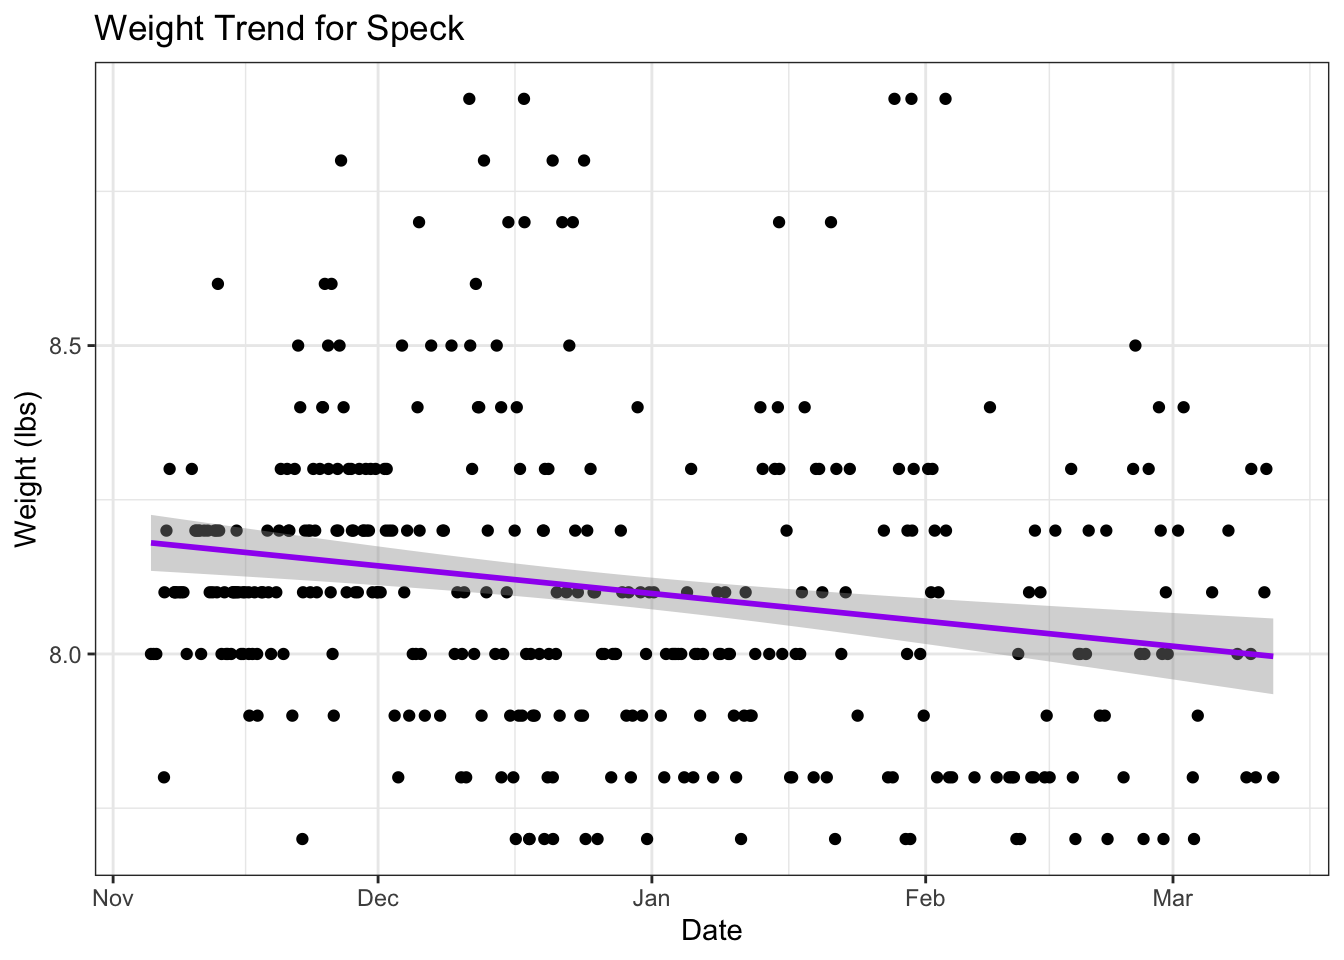 Weight Trend for Speck
Weight (lbs)
8.5
8.0
Nov Dec Jan Feb Mar
Date